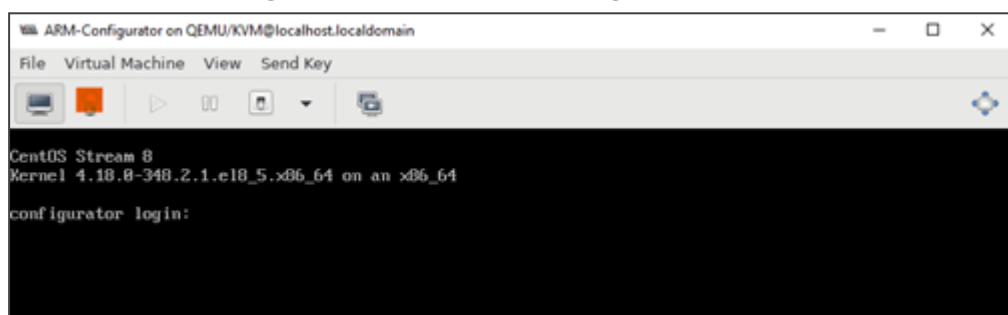 ARM-Configurator on QEMU/KVM@localhost.localdomain
File Virtual Machine View Send Key
CentOS Stream 8
Kernel 4.18.0-348.2.1.el8_5.x86_64 on an x86_64
configurator login: